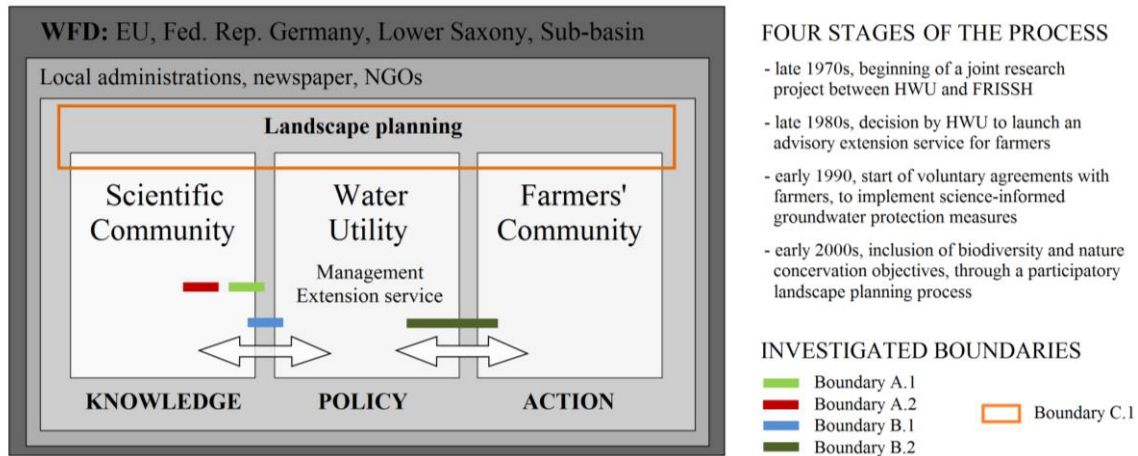 WFD: EU, Fed. Rep. Germany, Lower Saxony, Sub-basin
Local administrations, newspaper, NGOs
Landscape planning
Scientific
Community
Water
Utility
Management
Extension service
Farmers'
Community
KNOWLEDGE
POLICY
ACTION
FOUR STAGES OF THE PROCESS
- late 1970s, beginning of a joint research
project between HWU and FRISSH
- late 1980s, decision by HWU to launch an
advisory extension service for farmers
- early 1990, start of voluntary agreements with
farmers, to implement science-informed
groundwater protection measures
- early 2000s, inclusion of biodiversity and nature
concervation objectives, through a participatory
landscape planning process
INVESTIGATED BOUNDARIES
Boundary A.1
Boundary A.2
Boundary B.1
Boundary B.2
Boundary C.1